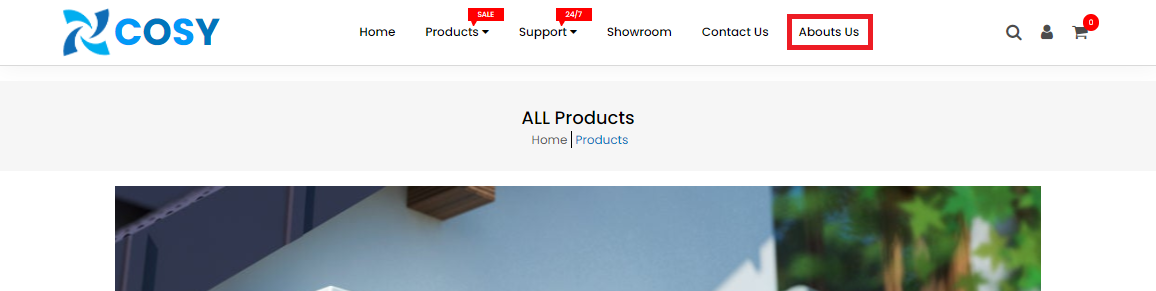 SALE 24/7
COSY Home Products Support Showroom Contact Us Abouts Us 0
ALL Products
Home Products